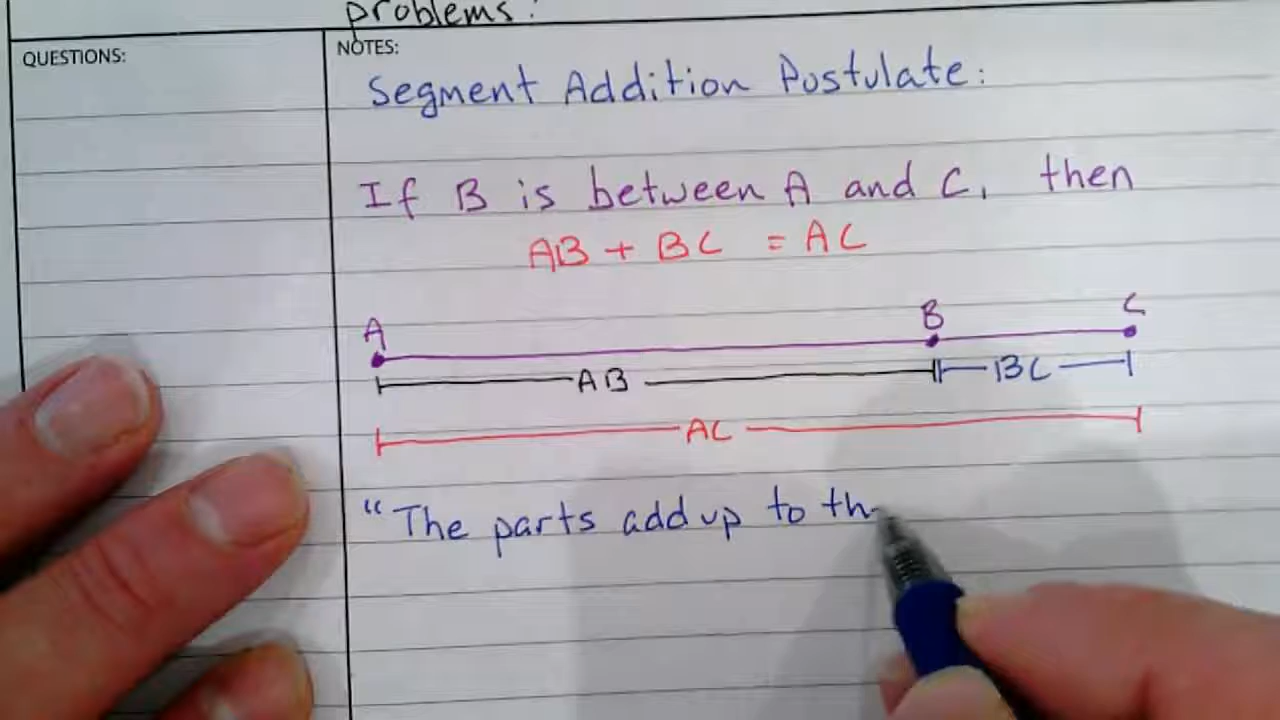 problems:
QUESTIONS:
NOTES:
Segment Addition Postulate:
If B is between A and C, then
AB + BC = AC
A B C
AB BC
AC
"The parts add up to th